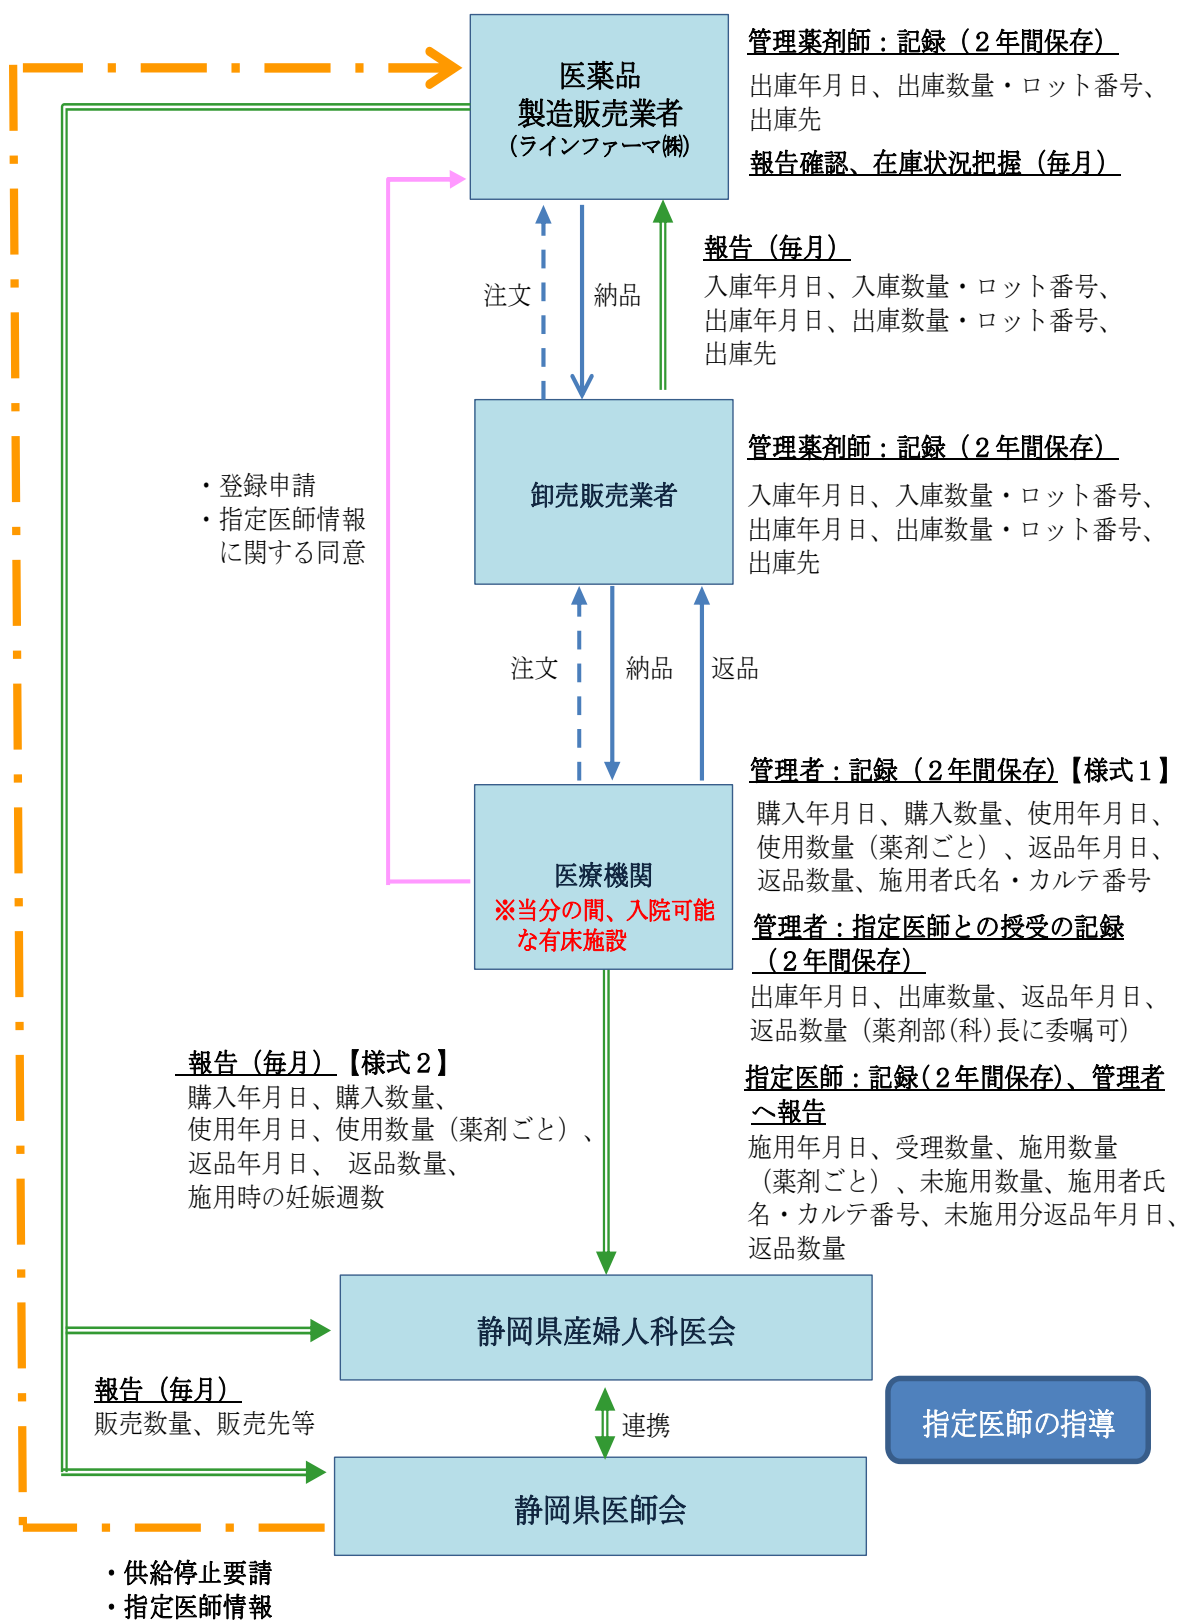 医薬品
製造販売業者
(ラインファーマ㈱)
管理薬剤師：記録（２年間保存）
出庫年月日、出庫数量・ロット番号、
出庫先
報告確認、在庫状況把握（毎月）
注文
納品
報告（毎月）
入庫年月日、入庫数量・ロット番号、
出庫年月日、出庫数量・ロット番号、
出庫先
・登録申請
・指定医師情報
に関する同意
卸売販売業者
管理薬剤師：記録（２年間保存）
入庫年月日、入庫数量・ロット番号、
出庫年月日、出庫数量・ロット番号、
出庫先
注文
納品
返品
医療機関
※当分の間、入院可能
な有床施設
管理者：記録（２年間保存)【様式１】
購入年月日、購入数量、使用年月日、
使用数量（薬剤ごと）、返品年月日、
返品数量、施用者氏名・カルテ番号
管理者：指定医師との授受の記録
（２年間保存）
出庫年月日、出庫数量、返品年月日、
返品数量（薬剤部(科)長に委嘱可）
指定医師：記録(２年間保存)、管理者
へ報告
施用年月日、受理数量、施用数量
（薬剤ごと）、未施用数量、施用者氏
名・カルテ番号、未施用分返品年月日、
返品数量
報告（毎月）【様式２】
購入年月日、購入数量、
使用年月日、使用数量（薬剤ごと）、
返品年月日、 返品数量、
施用時の妊娠週数
静岡県産婦人科医会
報告（毎月）
販売数量、販売先等
連携
指定医師の指導
静岡県医師会
・供給停止要請
・指定医師情報